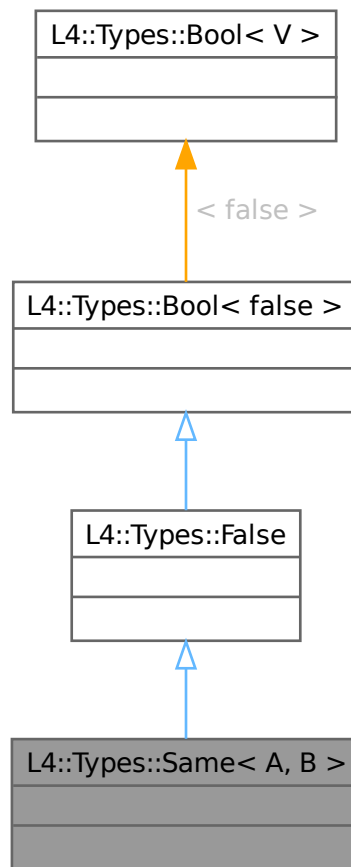 L4::Types::Bool< V >
< false >
L4::Types::Bool< false >
L4::Types::False
L4::Types::Same< A, B >